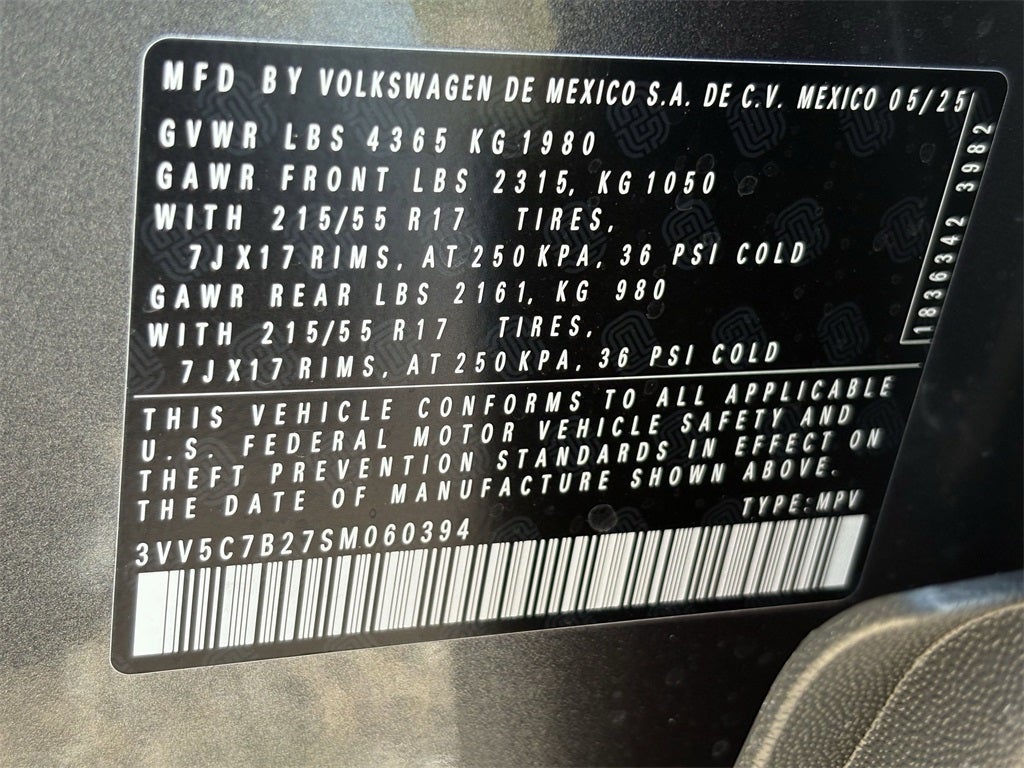 MFD BY VOLKSWAGEN DE MEXICO S.A. DE C.V. MEXICO 05/25
GVWR LBS 4365 KG 1980
GAWR FRONT LBS 2315, KG 1050
WITH 215/55 R17 TIRES,
7JX17 RIMS, AT 250 KPA, 36 PSI COLD
GAWR REAR LBS 2161, KG 980
WITH 215/55 R17 TIRES,
7JX17 RIMS, AT 250 KPA, 36 PSI COLD
1836342 3982
THIS VEHICLE CONFORMS TO ALL APPLICABLE
U.S. FEDERAL MOTOR VEHICLE SAFETY AND
THEFT PREVENTION STANDARDS IN EFFECT ON
THE DATE OF MANUFACTURE SHOWN ABOVE.
TYPE: MPV
3VV5C7B27SM060394